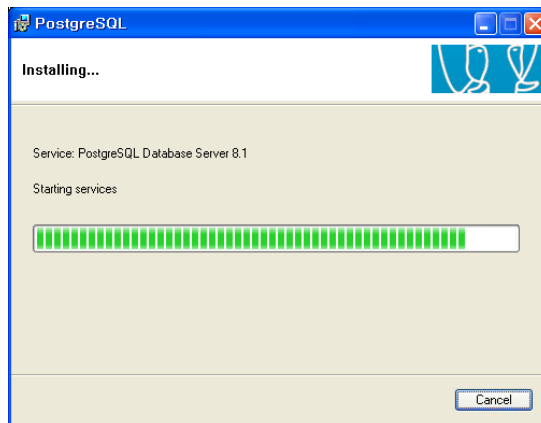 PostgreSQL
Installing...
Service: PostgreSQL Database Server 8.1
Starting services
Cancel